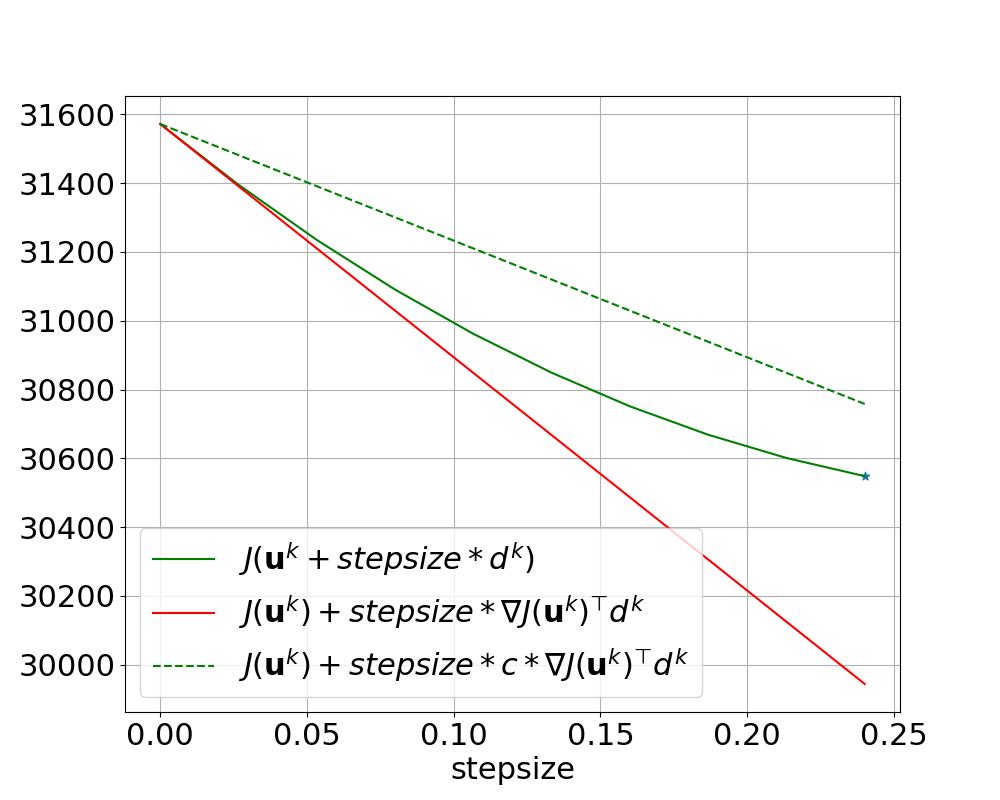 31600
31400
31200
31000
30800
30600
30400
30200
30000
J(𝐮^k + stepsize * d^k)
J(𝐮^k) + stepsize * ∇J(𝐮^k)^⊤ d^k
J(𝐮^k) + stepsize * c * ∇J(𝐮^k)^⊤ d^k
0.00 0.05 0.10 0.15 0.20 0.25
stepsize